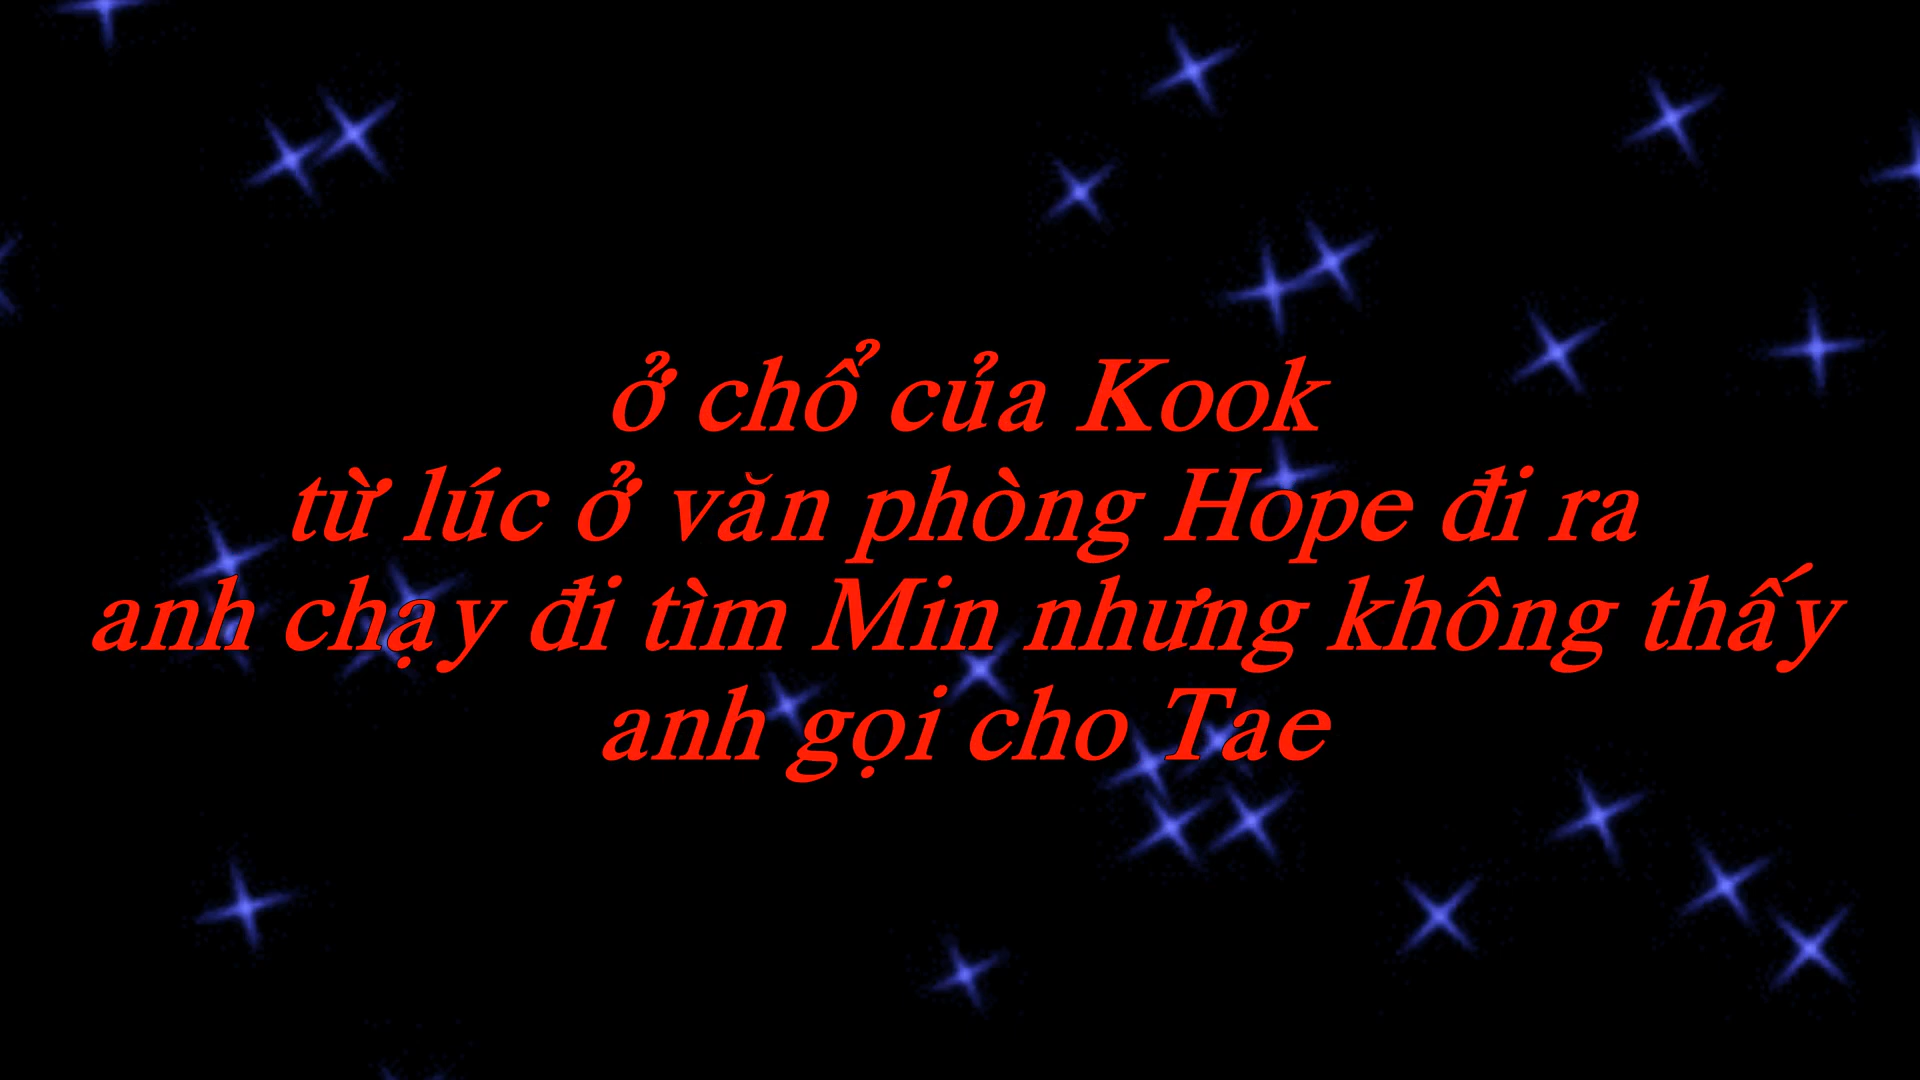 ở chổ của Kook
từ lúc ở văn phòng Hope đi ra
anh chạy đi tìm Min nhưng không thấy
anh gọi cho Tae